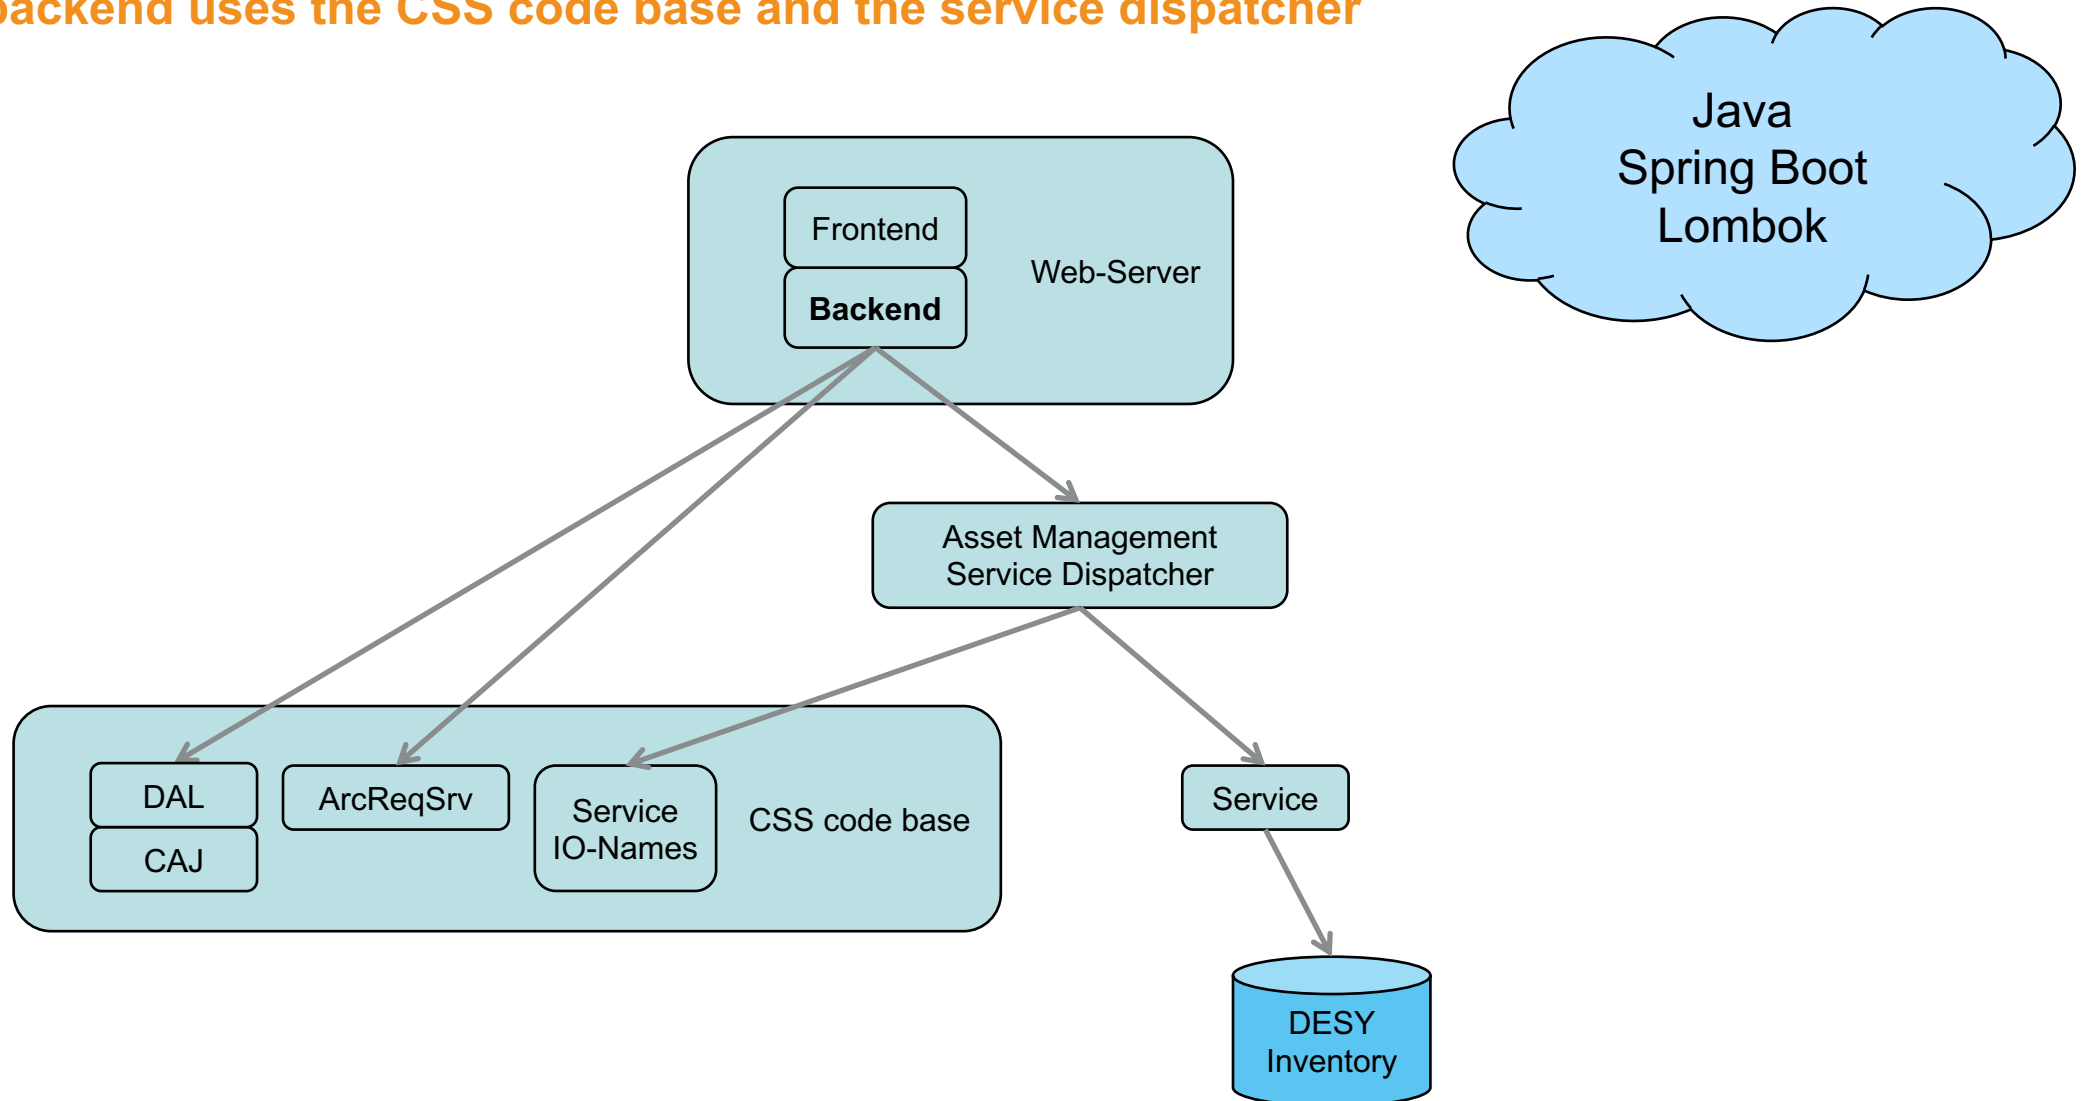 backend uses the CSS code base and the service dispatcher
Java
Spring Boot
Lombok
Frontend
Backend
Web-Server
Asset Management
Service Dispatcher
DAL
CAJ
ArcReqSrv
Service
IO-Names
CSS code base
Service
DESY
Inventory